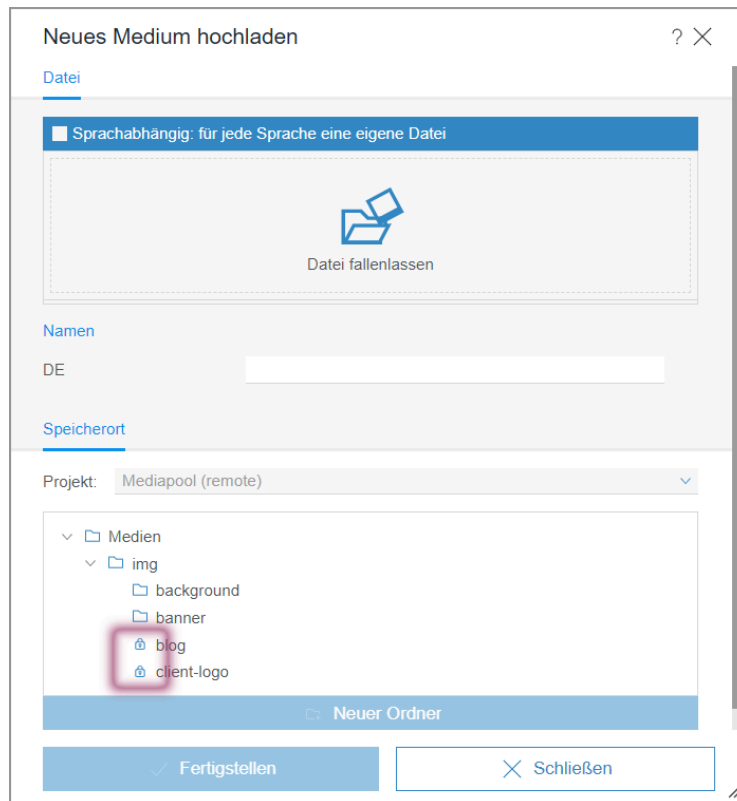 Neues Medium hochladen ?
Datei
Sprachabhängig: für jede Sprache eine eigene Datei
Datei fallenlassen
Namen
DE
Speicherort
Projekt: Mediapool (remote)
Medien
img
background
banner
blog
client-logo
Neuer Ordner
Fertigstellen Schließen